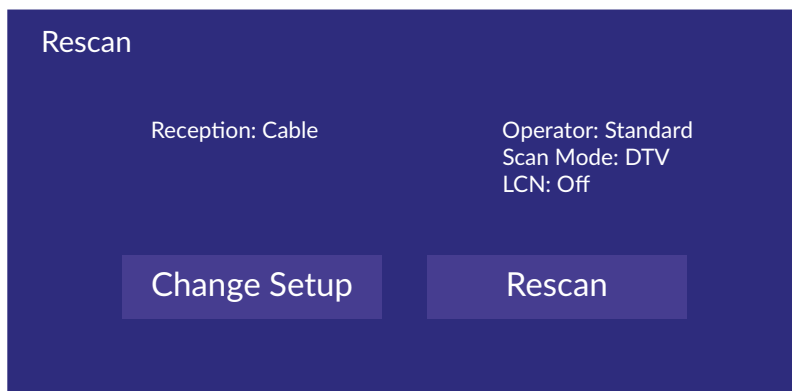 Rescan
Reception: Cable
Operator: Standard
Scan Mode: DTV
LCN: Off
Change Setup
Rescan